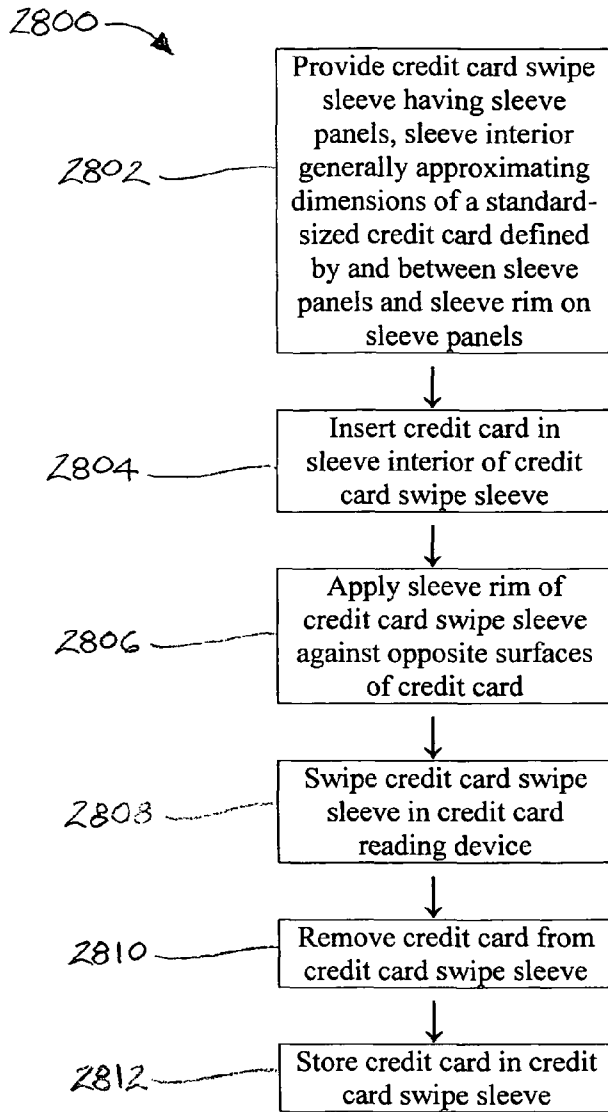 2800
2802
Provide credit card swipe
sleeve having sleeve
panels, sleeve interior
generally approximating
dimensions of a standard-
sized credit card defined
by and between sleeve
panels and sleeve rim on
sleeve panels
2804
Insert credit card in
sleeve interior of credit
card swipe sleeve
2806
Apply sleeve rim of
credit card swipe sleeve
against opposite surfaces
of credit card
2808
Swipe credit card swipe
sleeve in credit card
reading device
2810
Remove credit card from
credit card swipe sleeve
2812
Store credit card in credit
card swipe sleeve